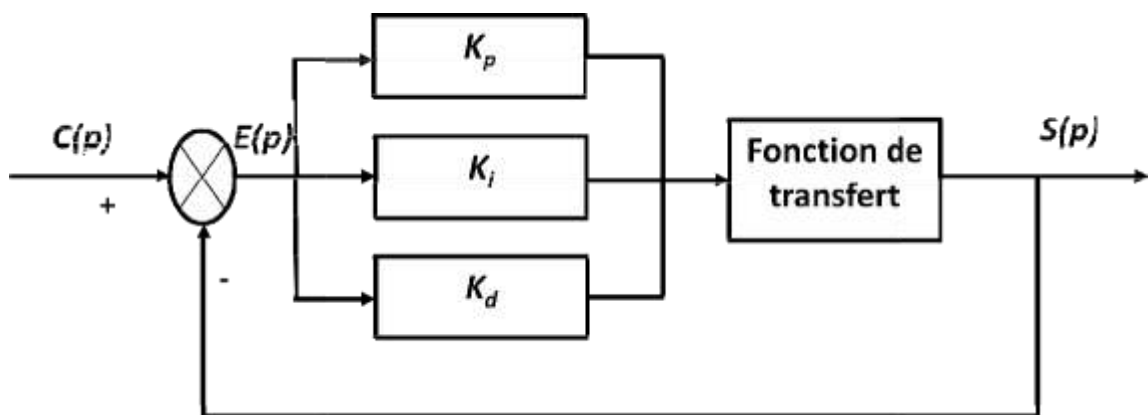 K_p
C(p)
E(p)
+
K_i
Fonction de
transfert
S(p)
-
K_d